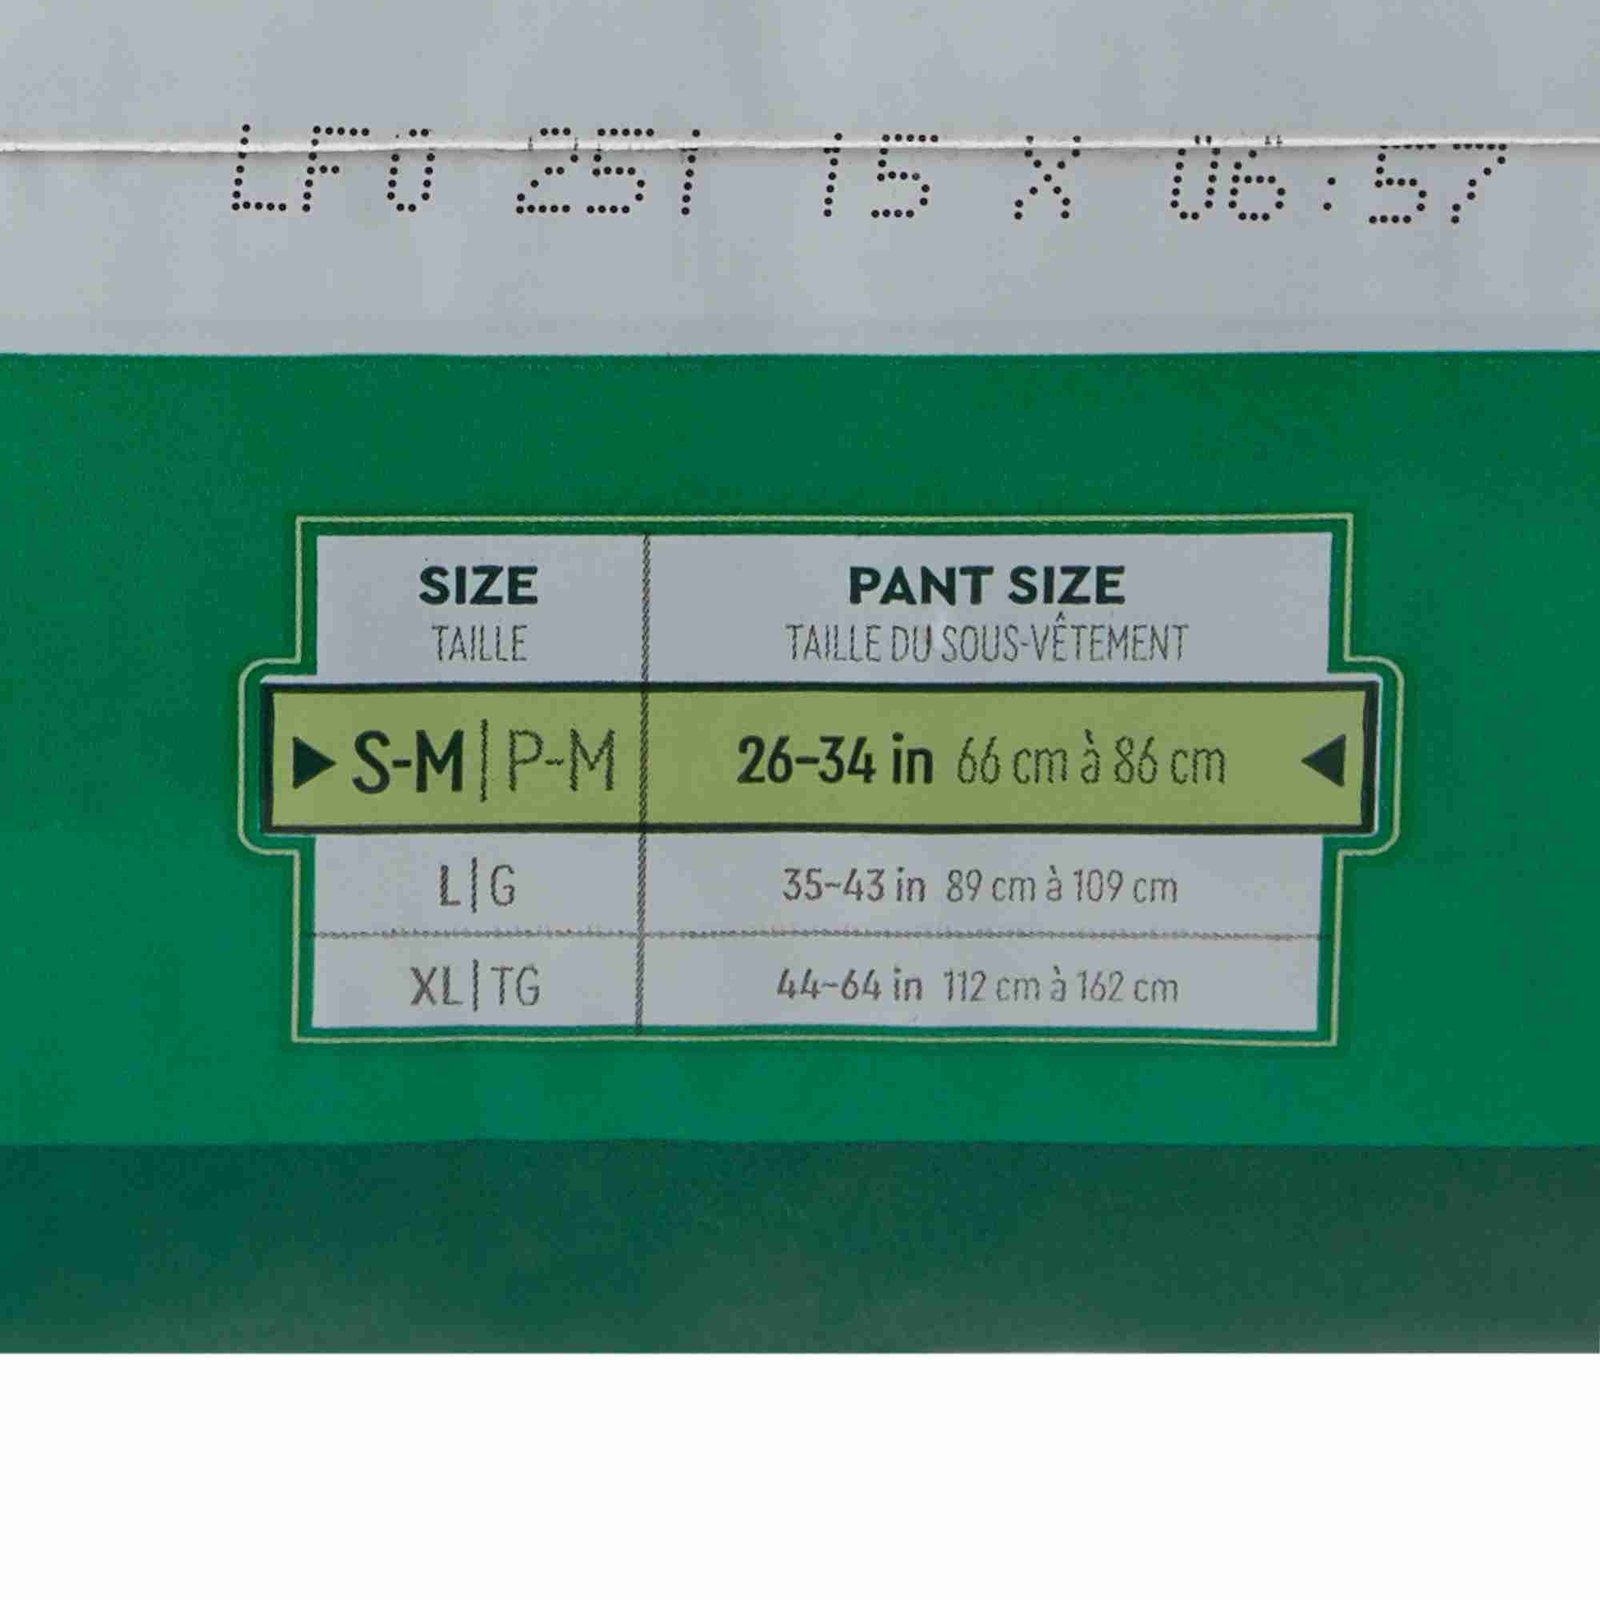 LF0 251 15 X 06:57
SIZE PANT SIZE
TAILLE TAILLE DU SOUS-VÊTEMENT
S-M|P-M 26-34 in 66 cm à 86 cm
L|G 35-43 in 89 cm à 109 cm
XL|TG 44-64 in 112 cm à 162 cm